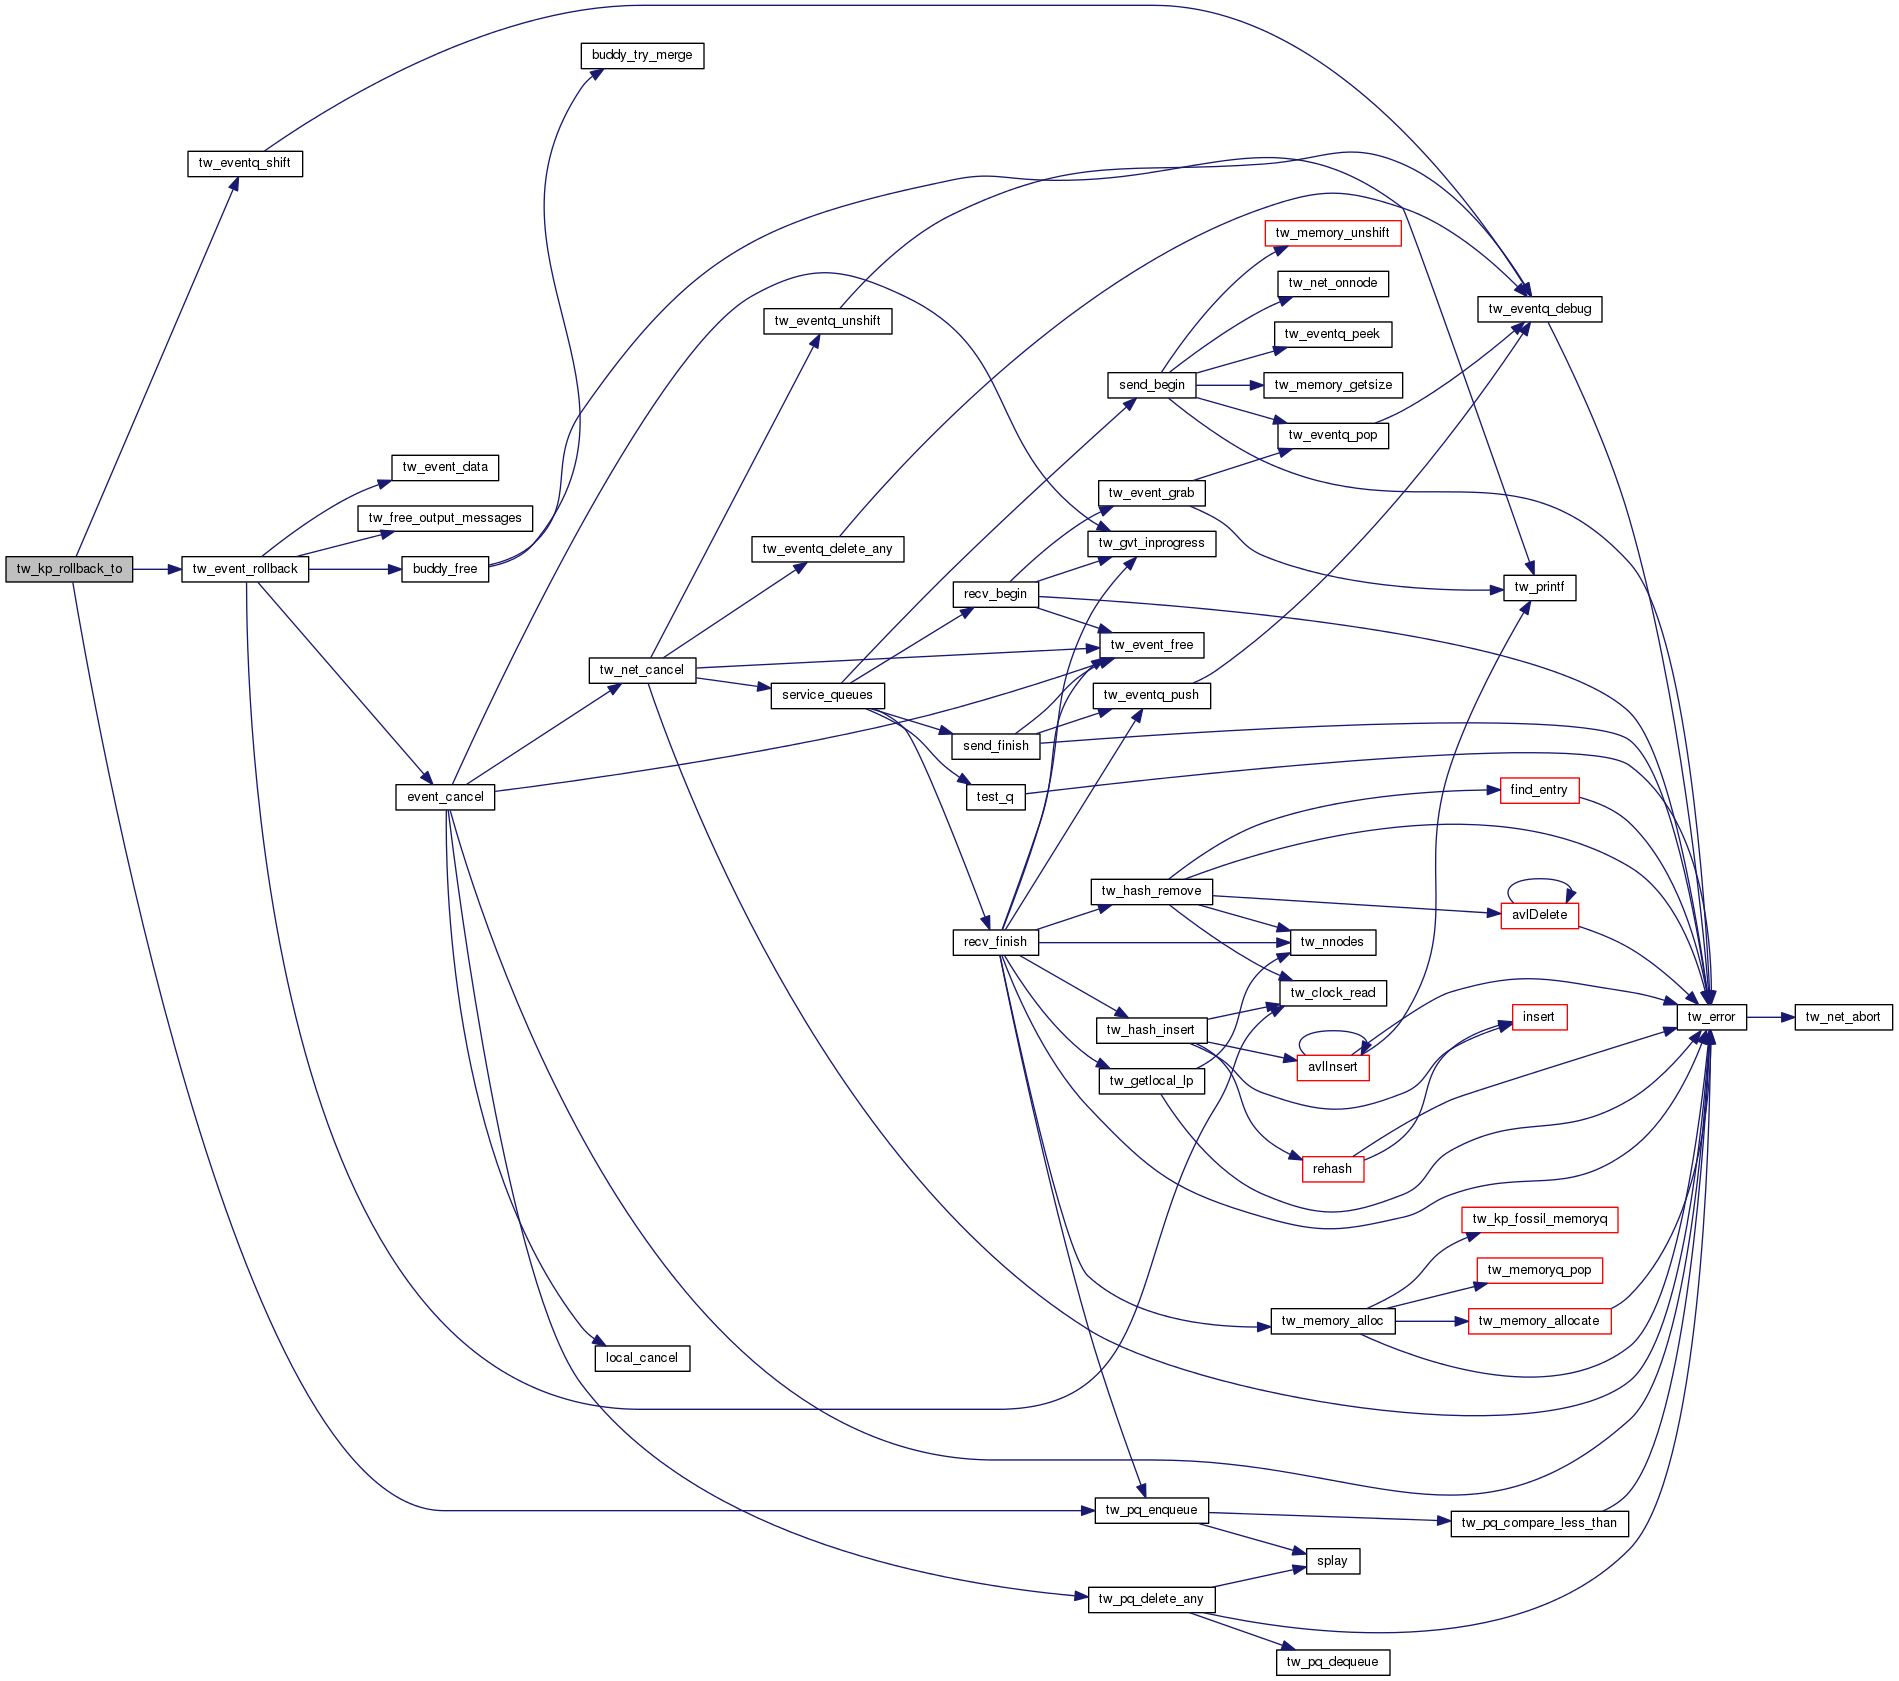 buddy_try_merge
tw_eventq_shift
tw_memory_unshift
tw_net_onnode
tw_eventq_debug
tw_eventq_unshift
tw_eventq_peek
send_begin
tw_memory_getsize
tw_eventq_pop
tw_event_data
tw_event_grab
tw_free_output_messages
tw_gvt_inprogress
tw_eventq_delete_any
tw_kp_rollback_to
tw_event_rollback
buddy_free
tw_printf
recv_begin
tw_event_free
tw_net_cancel
service_queues
tw_eventq_push
send_finish
find_entry
event_cancel
test_q
tw_hash_remove
avlDelete
recv_finish
tw_nnodes
tw_clock_read
insert
tw_error
tw_net_abort
tw_hash_insert
avlInsert
tw_getlocal_lp
rehash
tw_kp_fossil_memoryq
tw_memoryq_pop
tw_memory_alloc
tw_memory_allocate
local_cancel
tw_pq_enqueue
tw_pq_compare_less_than
splay
tw_pq_delete_any
tw_pq_dequeue